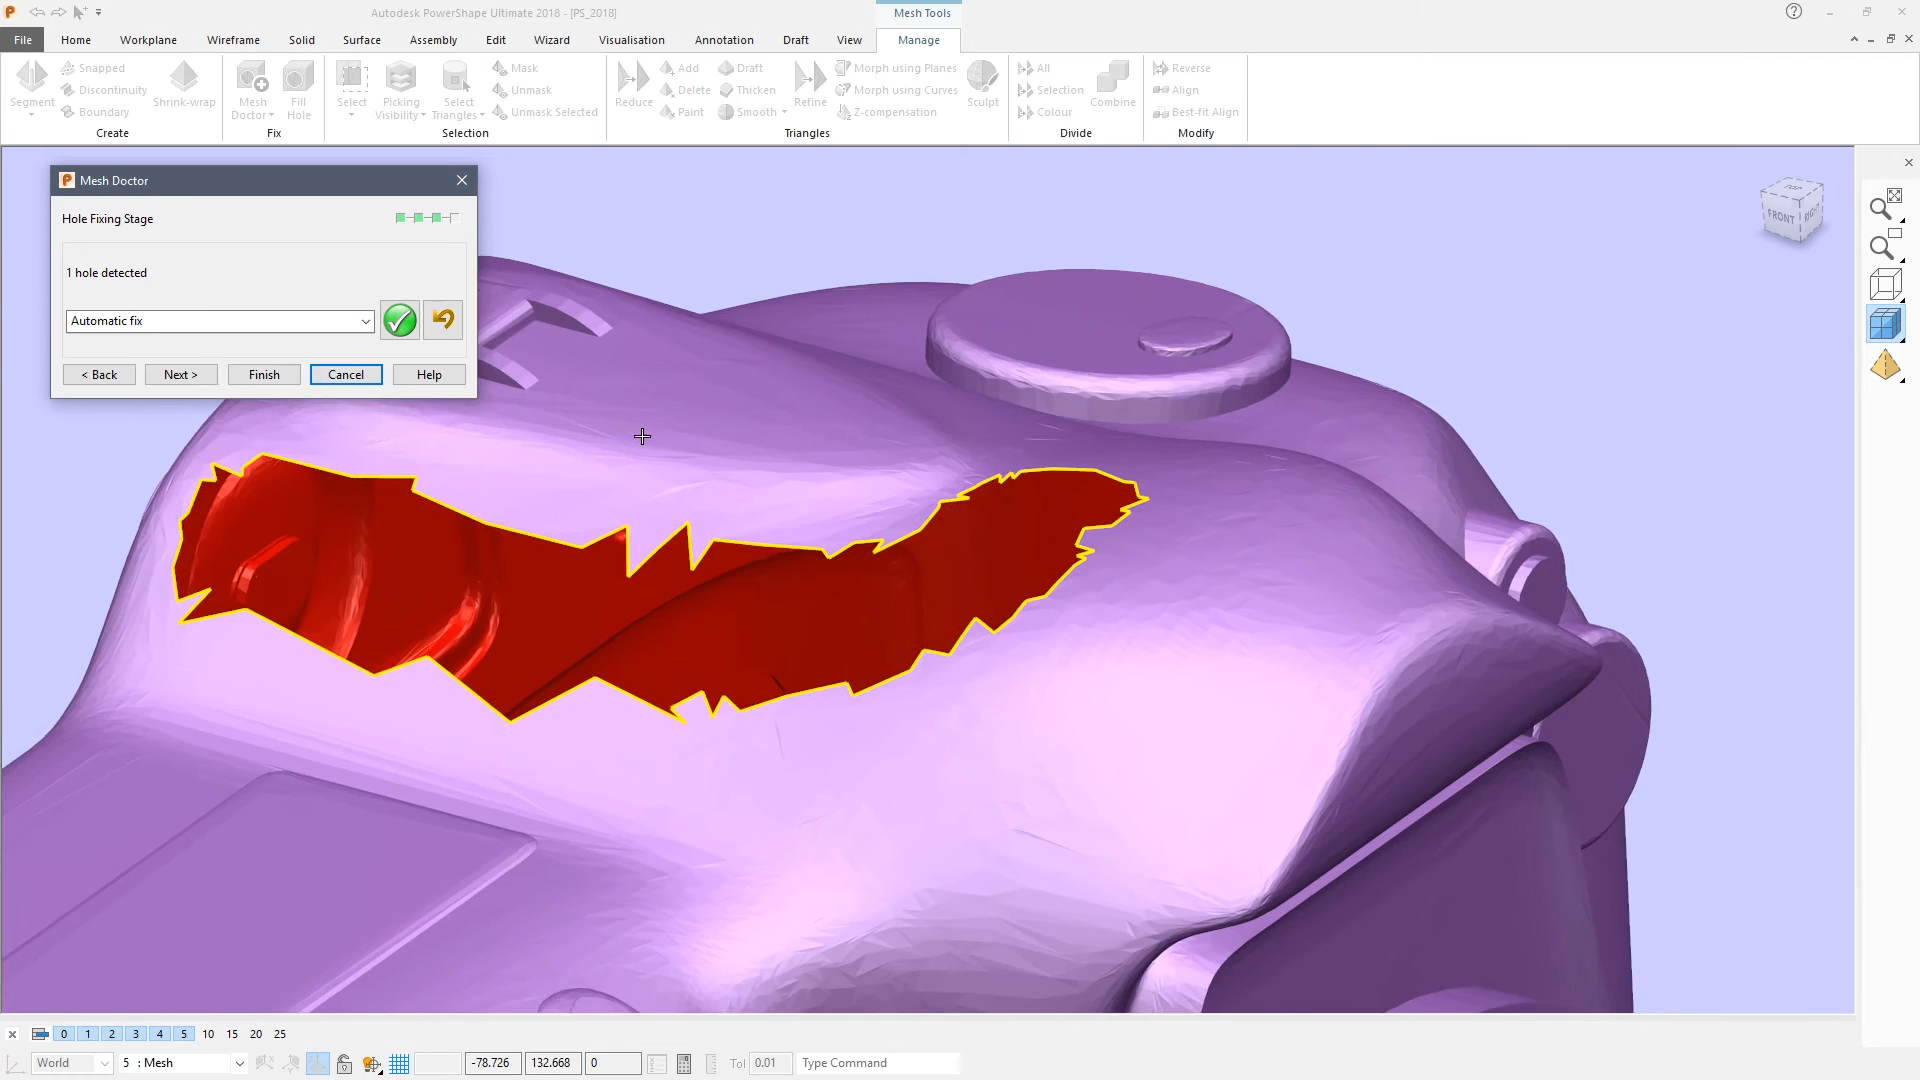 Autodesk PowerShape Ultimate 2018 - [PS_2018]
Mesh Tools
File Home Workplane Wireframe Solid Surface Assembly Edit Wizard Visualisation Annotation Draft View Manage
Segment
Snapped
Discontinuity
Boundary
Shrink-wrap
Create
Mesh
Doctor
Fill
Hole
Fix
Select
Picking
Visibility
Select
Triangles
Mask
Unmask
Unmask Selected
Selection
Reduce
Add
Delete
Paint
Draft
Thicken
Smooth
Refine
Morph using Planes
Morph using Curves
Z-compensation
Sculpt
Triangles
All
Selection
Colour
Combine
Divide
Reverse
Align
Best-fit Align
Modify
Mesh Doctor
Hole Fixing Stage
1 hole detected
Automatic fix
< Back Next > Finish Cancel Help
TOP
FRONT
RIGHT
0 1 2 3 4 5 10 15 20 25
World 5 : Mesh -78.726 132.668 0 Tol 0.01 Type Command